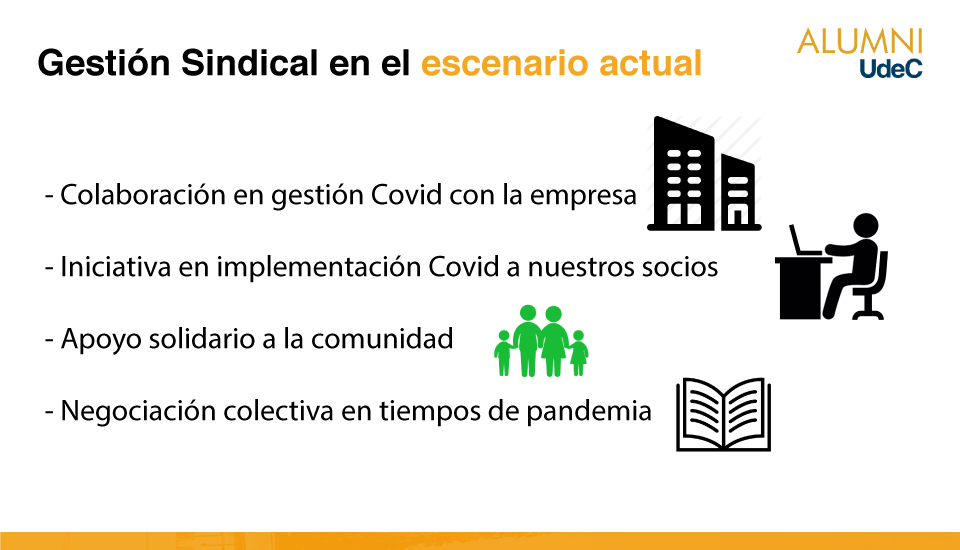 Gestión Sindical en el escenario actual
ALUMNI
UdeC
- Colaboración en gestión Covid con la empresa
- Iniciativa en implementación Covid a nuestros socios
- Apoyo solidario a la comunidad
- Negociación colectiva en tiempos de pandemia